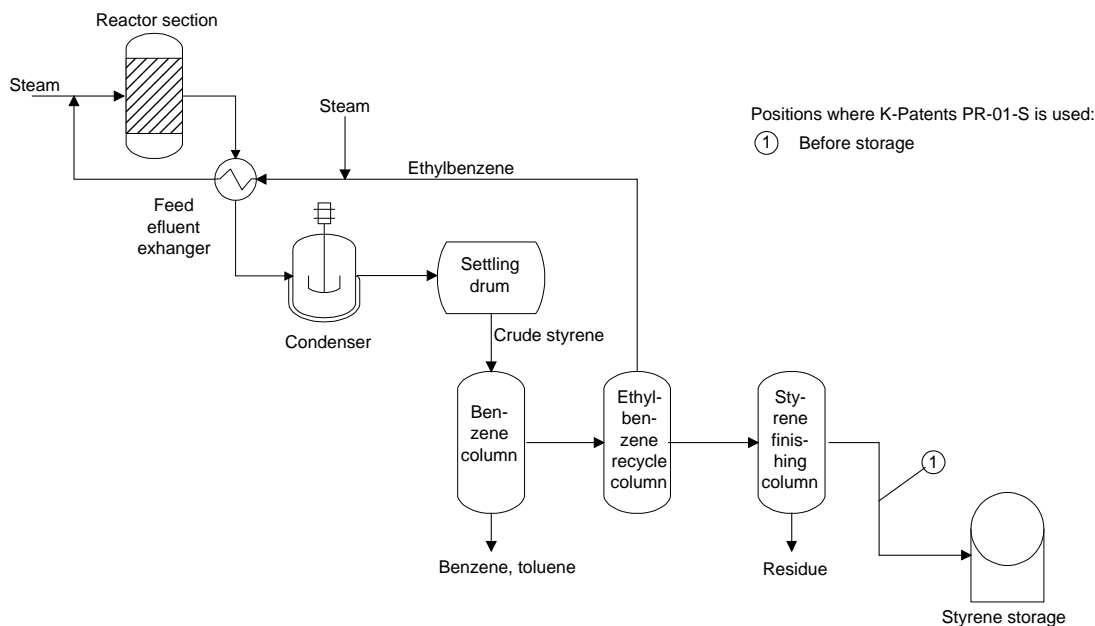 Reactor section
Steam
Steam
Positions where K-Patents PR-01-S is used:
1 Before storage
Ethylbenzene
Feed
efluent
exhanger
Settling
drum
Condenser
Crude styrene
Ben-
zene
column
Ethyl-
ben-
zene
recycle
column
Sty-
rene
finis-
hing
column
1
Benzene, toluene
Residue
Styrene storage